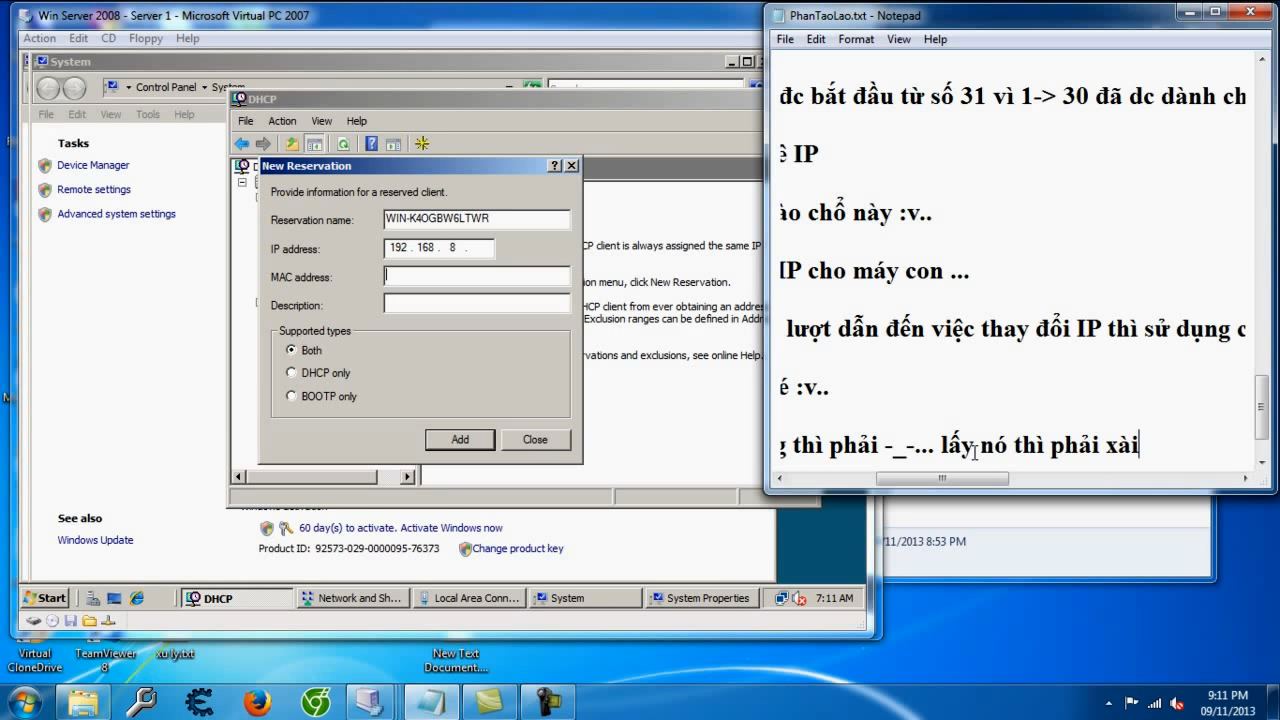 Win Server 2008 - Server 1 - Microsoft Virtual PC 2007
Action Edit CD Floppy Help
System
Control Panel System
File Edit View Tools Help
Tasks
Device Manager
Remote settings
Advanced system settings
See also
Windows Update
DHCP
File Action View Help
New Reservation
Provide information for a reserved client.
Reservation name: WIN-K4OGBW6LTWR
IP address: 192 . 168 . 8 .
MAC address:
Description:
Supported types
Both
DHCP only
BOOTP only
Add Close
CP client is always assigned the same IP
ion menu, click New Reservation.
HCP client from ever obtaining an addre
Exclusion ranges can be defined in Addr
vations and exclusions, see online Help.
60 day(s) to activate. Activate Windows now
Product ID: 92573-029-0000095-76373 Change product key
Start DHCP Network and Sh... Local Area Conn... System System Properties 7:11 AM
PhanTaoLao.txt - Notepad
File Edit Format View Help
đc bắt đầu từ số 31 vì 1-> 30 đã dc dành ch
ê IP
ào chổ này :v..
IP cho máy con ...
lượt dẫn đến việc thay đổi IP thì sử dụng c
é :v..
g thì phải -_-... lấy nó thì phải xài
/11/2013 8:53 PM
Virtual CloneDrive
TeamViewer 8
xu ly.txt
New Text Document....
9:11 PM
09/11/2013